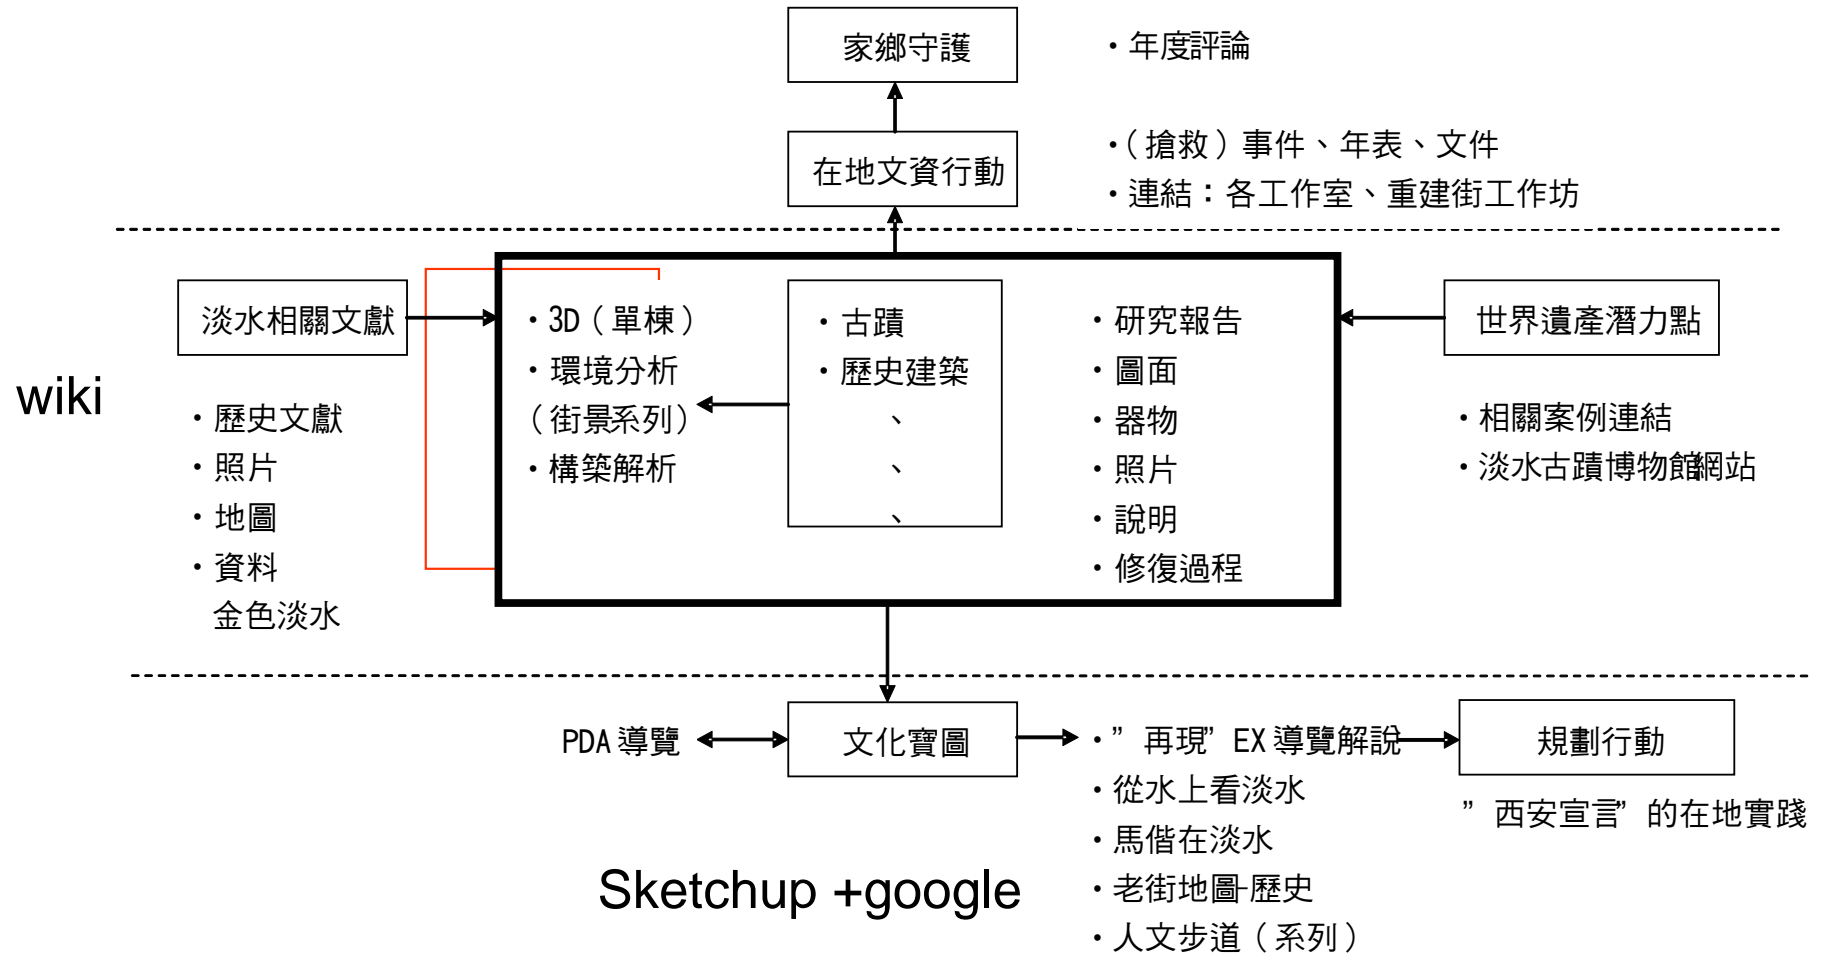 家鄉守護
・年度評論
在地文資行動
・（搶救）事件、年表、文件
・連結：各工作室、重建街工作坊
wiki
淡水相關文獻
・歷史文獻
・照片
・地圖
・資料
金色淡水
・3D（單棟）
・環境分析
（街景系列）
・構築解析
・古蹟
・歷史建築
、
、
、
・研究報告
・圖面
・器物
・照片
・說明
・修復過程
世界遺產潛力點
・相關案例連結
・淡水古蹟博物館網站
PDA 導覽
文化寶圖
・”再現”EX 導覽解說
・從水上看淡水
・馬偕在淡水
・老街地圖-歷史
・人文步道（系列）
規劃行動
”西安宣言”的在地實踐
Sketchup +google